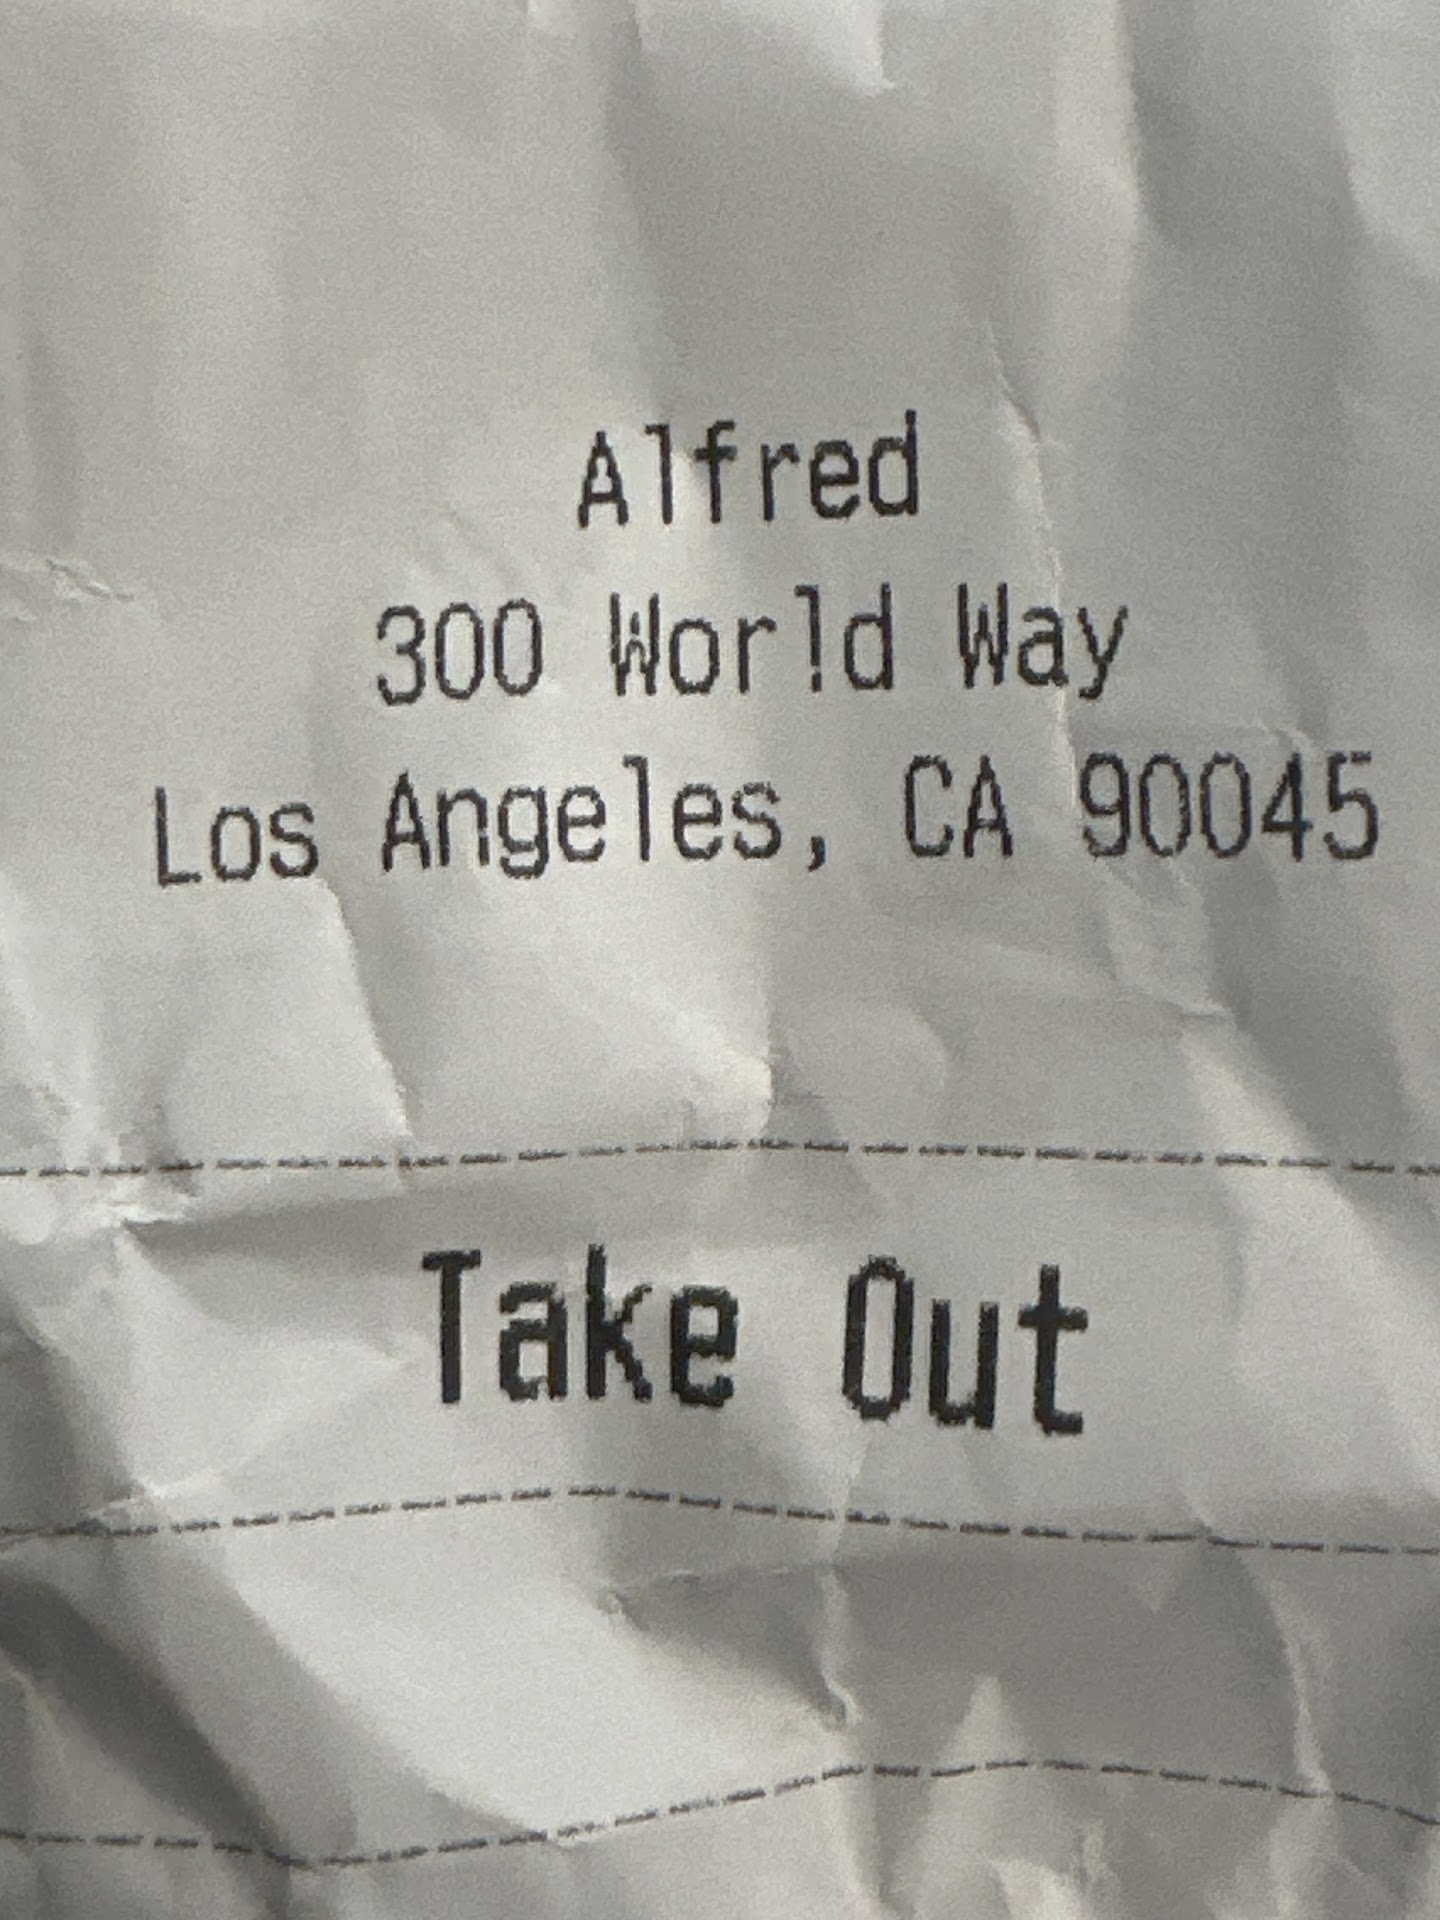 Alfred
300 World Way
Los Angeles, CA 90045
Take Out